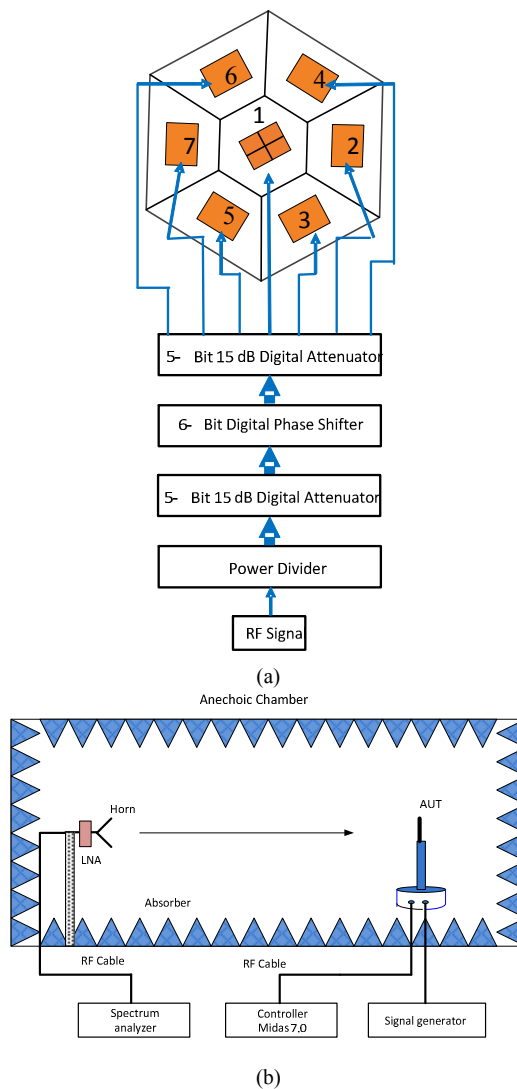 6
4
1
7
2
5
3
5- Bit 15 dB Digital Attenuator
6- Bit Digital Phase Shifter
5- Bit 15 dB Digital Attenuator
Power Divider
RF Signa
(a)
Anechoic Chamber
Horn
AUT
LNA
Absorber
RF Cable
RF Cable
Spectrum
analyzer
Controller
Midas 7.0
Signal generator
(b)